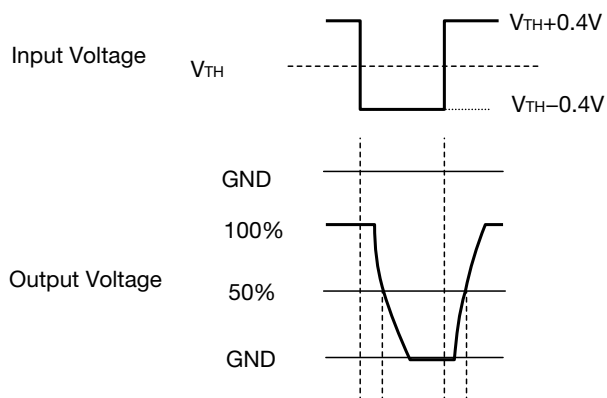 VTH+0.4V
Input Voltage
VTH
VTH−0.4V
GND
100%
Output Voltage
50%
GND